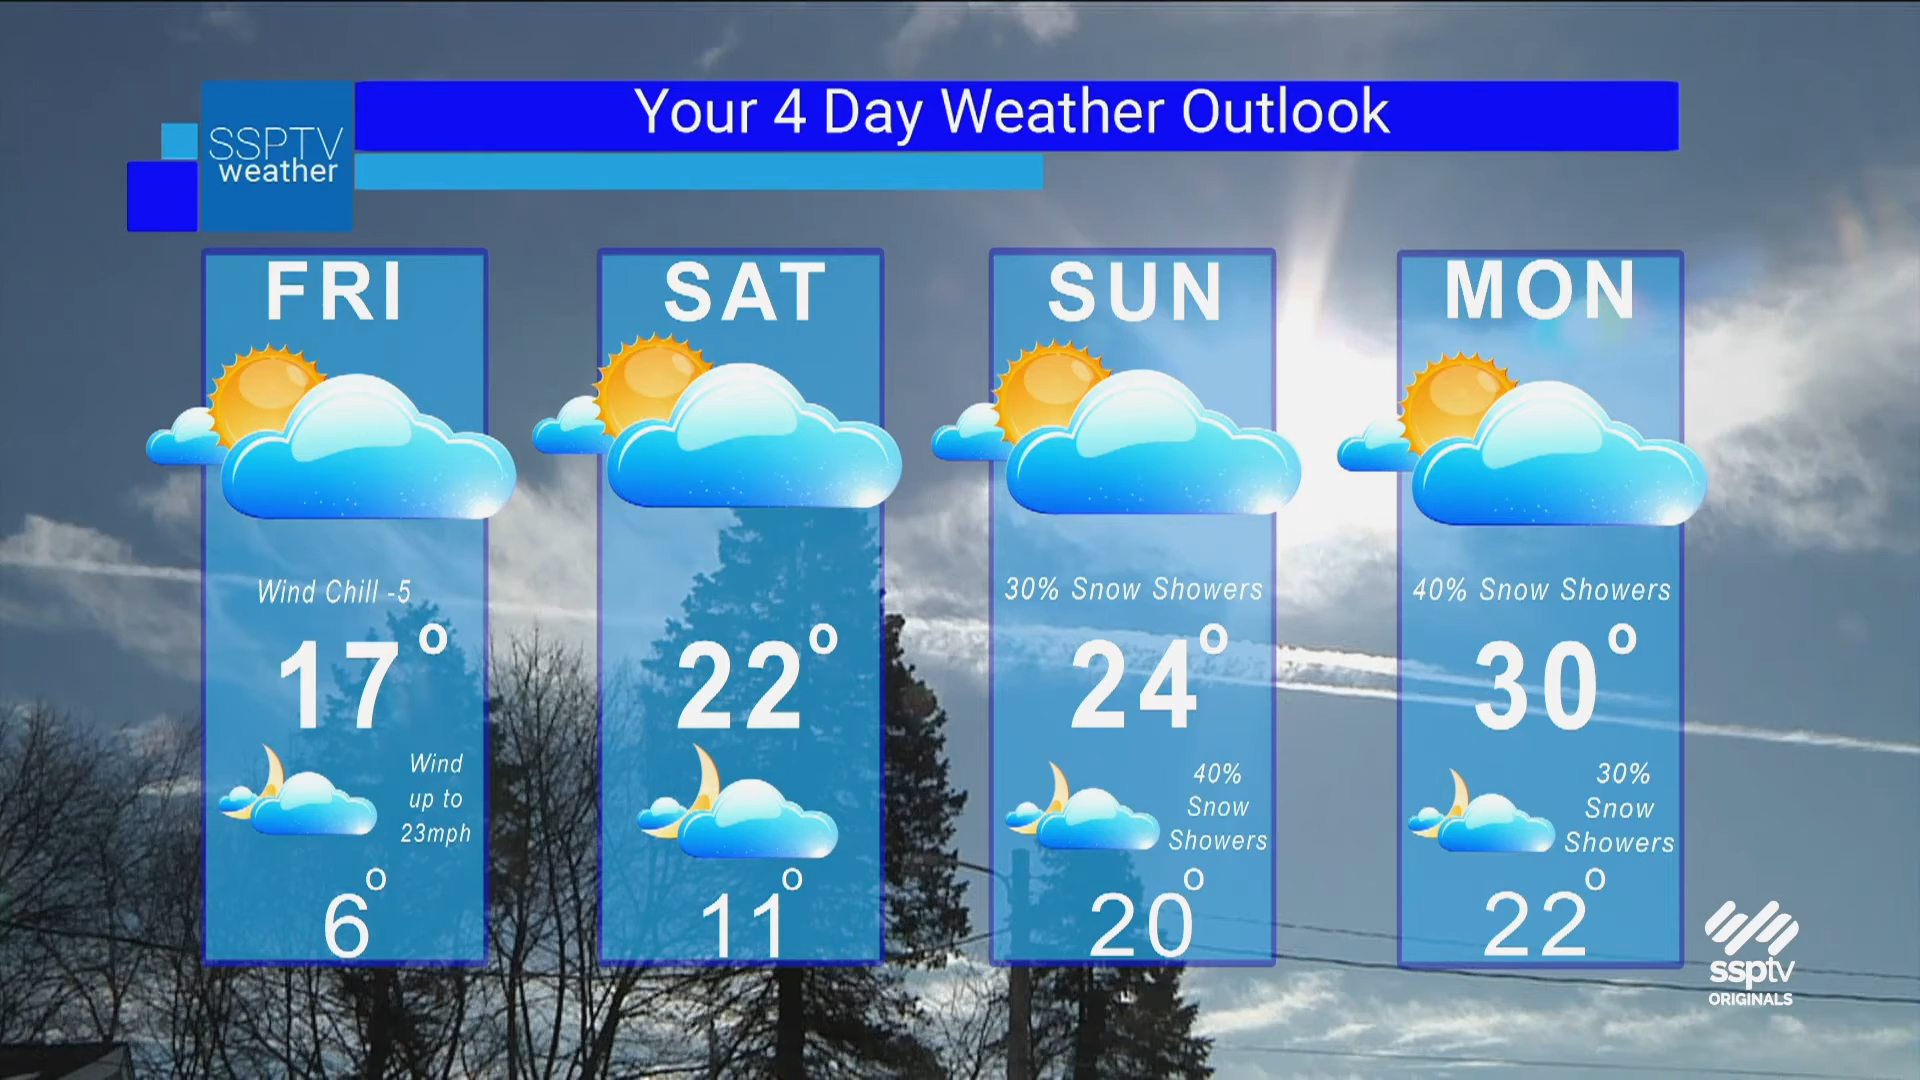 Your 4 Day Weather Outlook
SSPTV
weather
FRI
Wind Chill -5
17°
Wind
up to
23mph
6°
SAT
22°
11°
SUN
30% Snow Showers
24°
40%
Snow
Showers
20°
MON
40% Snow Showers
30°
30%
Snow
Showers
22°
ssptv
ORIGINALS